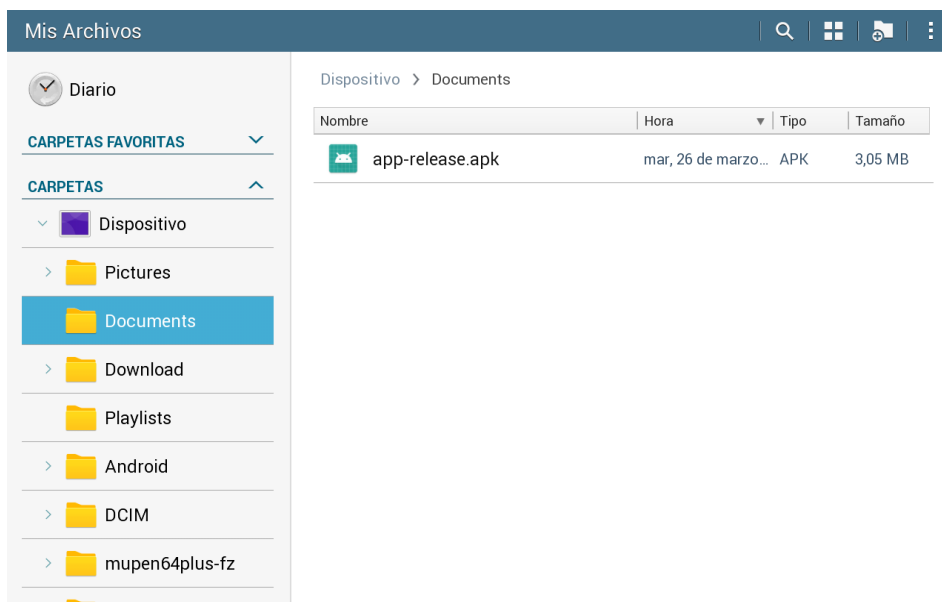 Mis Archivos
Diario
CARPETAS FAVORITAS
CARPETAS
Dispositivo
Pictures
Documents
Download
Playlists
Android
DCIM
mupen64plus-fz
Dispositivo > Documents
Nombre Hora Tipo Tamaño
app-release.apk mar, 26 de marzo... APK 3,05 MB